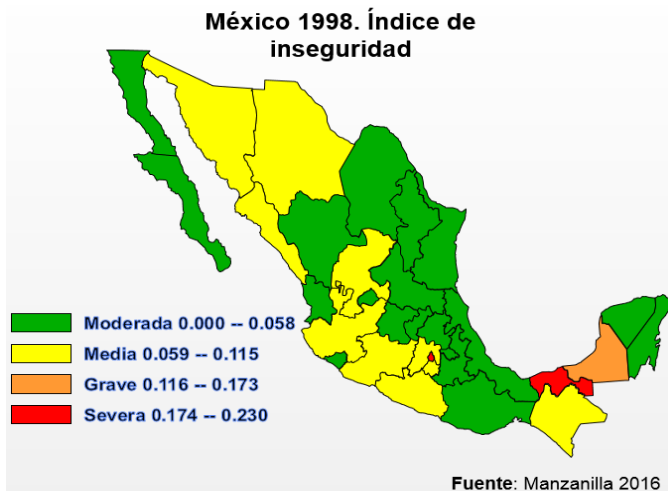 México 1998. Índice de
inseguridad
Moderada 0.000 -- 0.058
Media 0.059 -- 0.115
Grave 0.116 -- 0.173
Severa 0.174 -- 0.230
Fuente: Manzanilla 2016